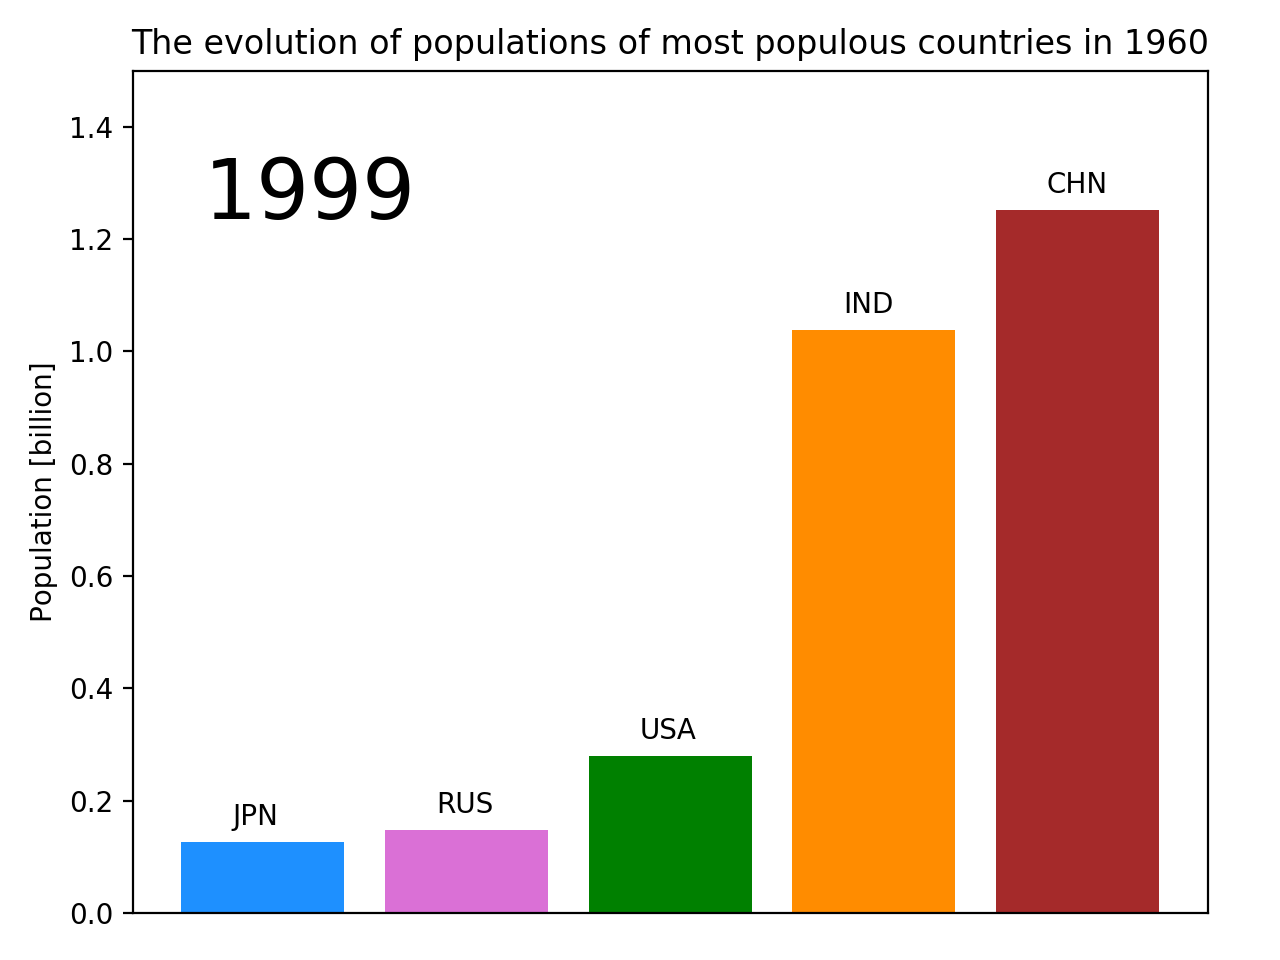 The evolution of populations of most populous countries in 1960
1999
Population [billion]
1.4
1.2
1.0
0.8
0.6
0.4
0.2
0.0
JPN
RUS
USA
IND
CHN